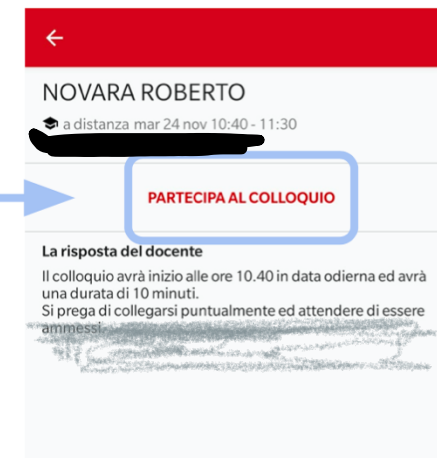 NOVARA ROBERTO
a distanza mar 24 nov 10:40 - 11:30
PARTECIPA AL COLLOQUIO
La risposta del docente
Il colloquio avrà inizio alle ore 10.40 in data odierna ed avrà
una durata di 10 minuti.
Si prega di collegarsi puntualmente ed attendere di essere
ammessi